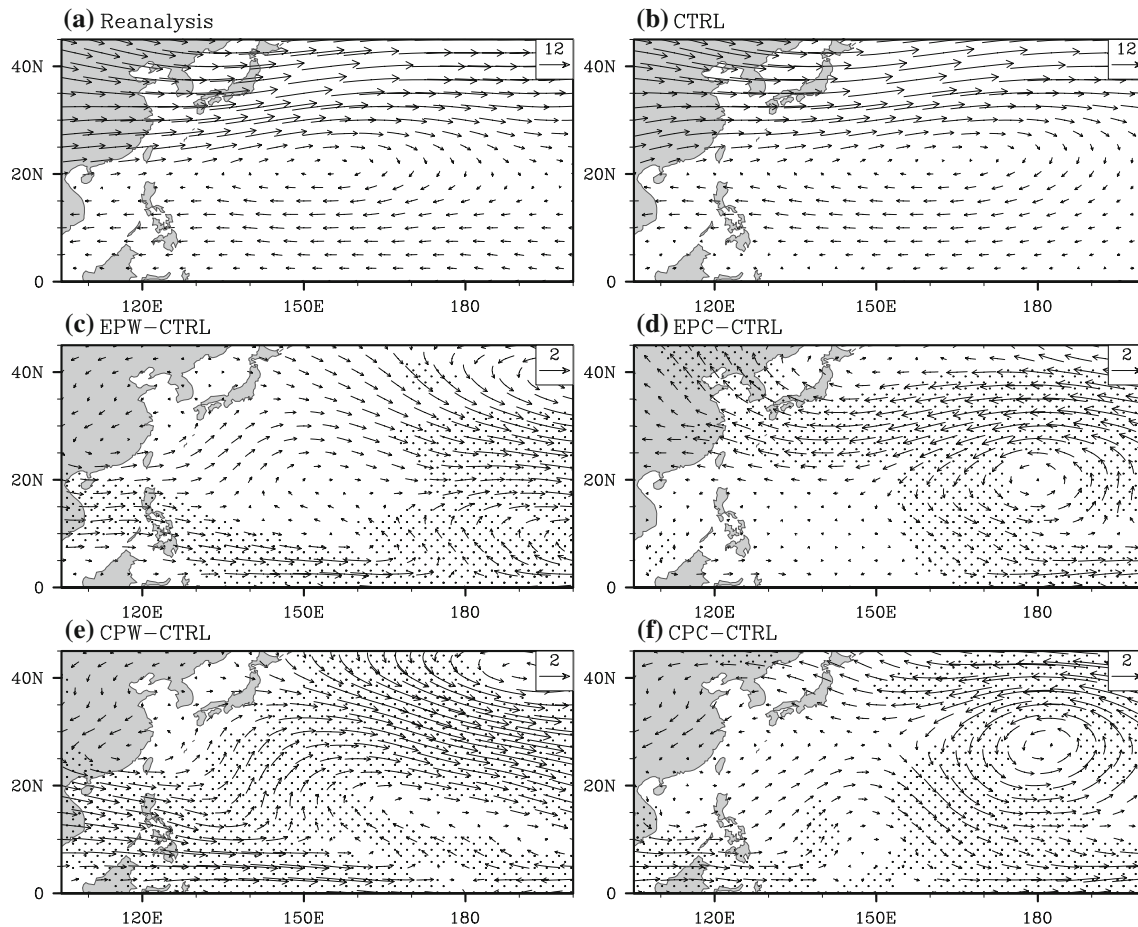 (a) Reanalysis
(b) CTRL
12
12
40N
20N
0
40N
20N
0
120E 150E 180
120E 150E 180
(c) EPW-CTRL
(d) EPC-CTRL
2
2
40N
20N
0
40N
20N
0
120E 150E 180
120E 150E 180
(e) CPW-CTRL
(f) CPC-CTRL
2
2
40N
20N
0
40N
20N
0
120E 150E 180
120E 150E 180